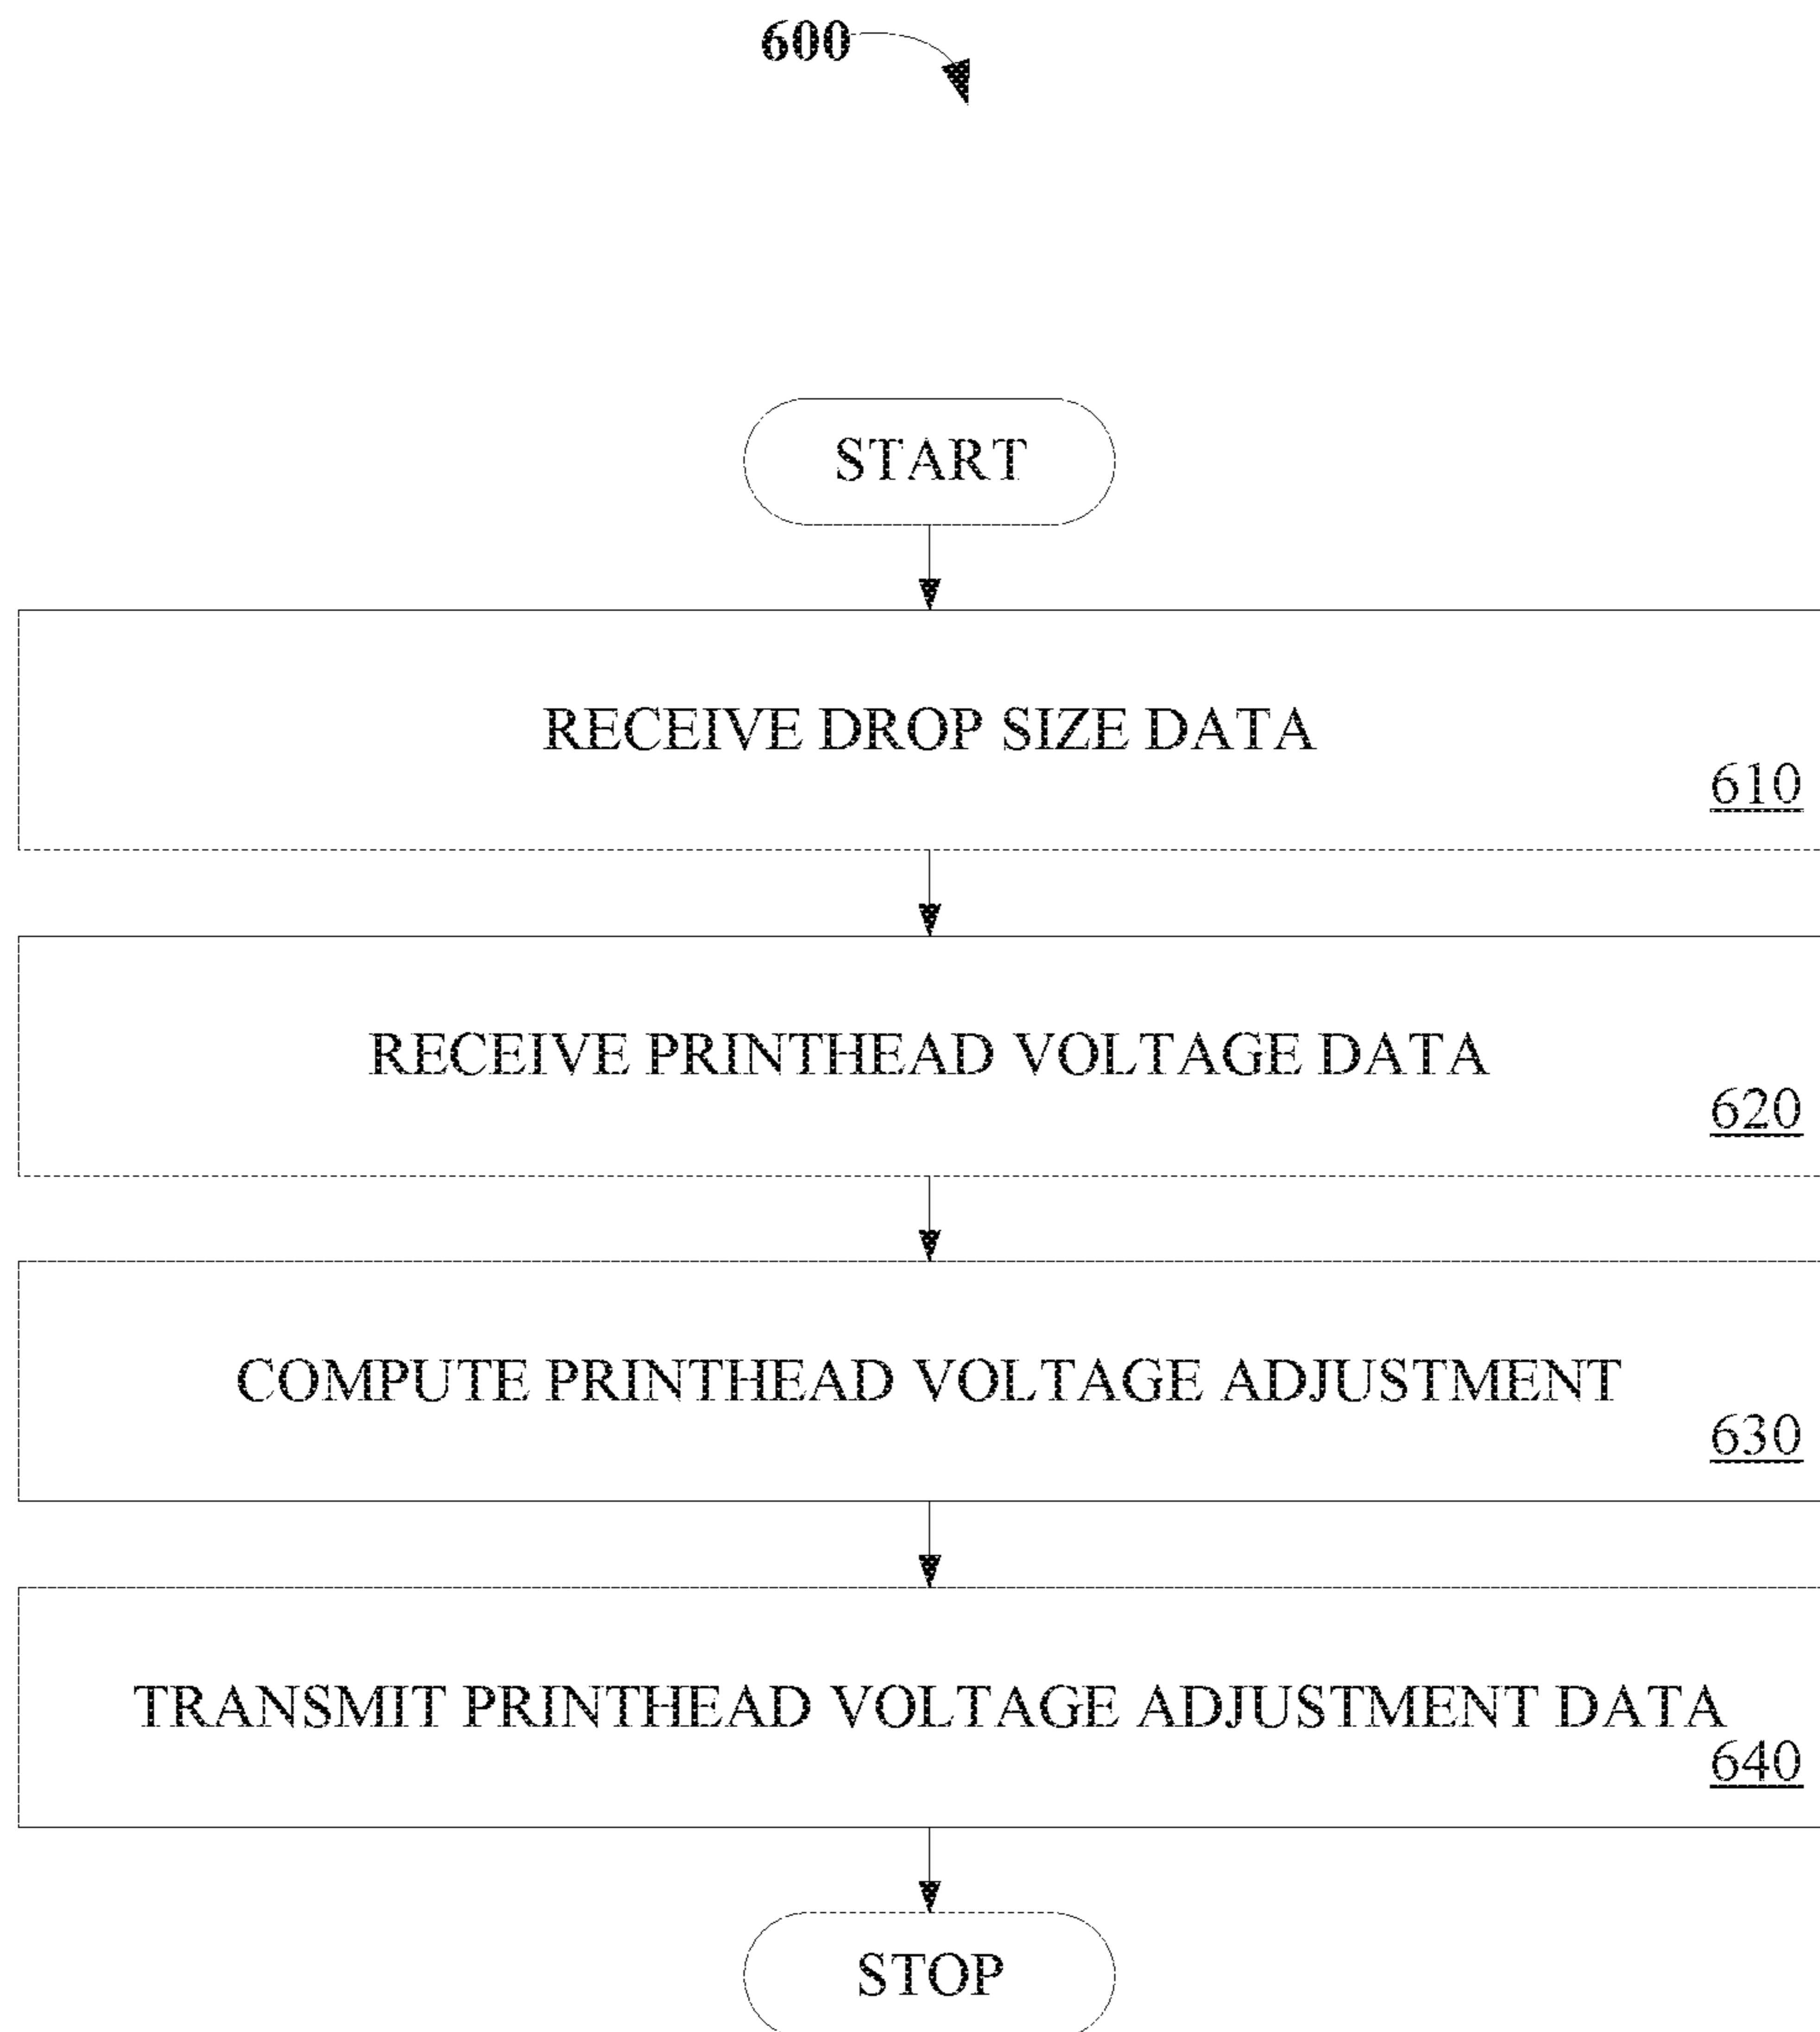 600
START
RECEIVE DROP SIZE DATA
610
RECEIVE PRINTHEAD VOLTAGE DATA
620
COMPUTE PRINTHEAD VOLTAGE ADJUSTMENT
630
TRANSMIT PRINTHEAD VOLTAGE ADJUSTMENT DATA
640
STOP